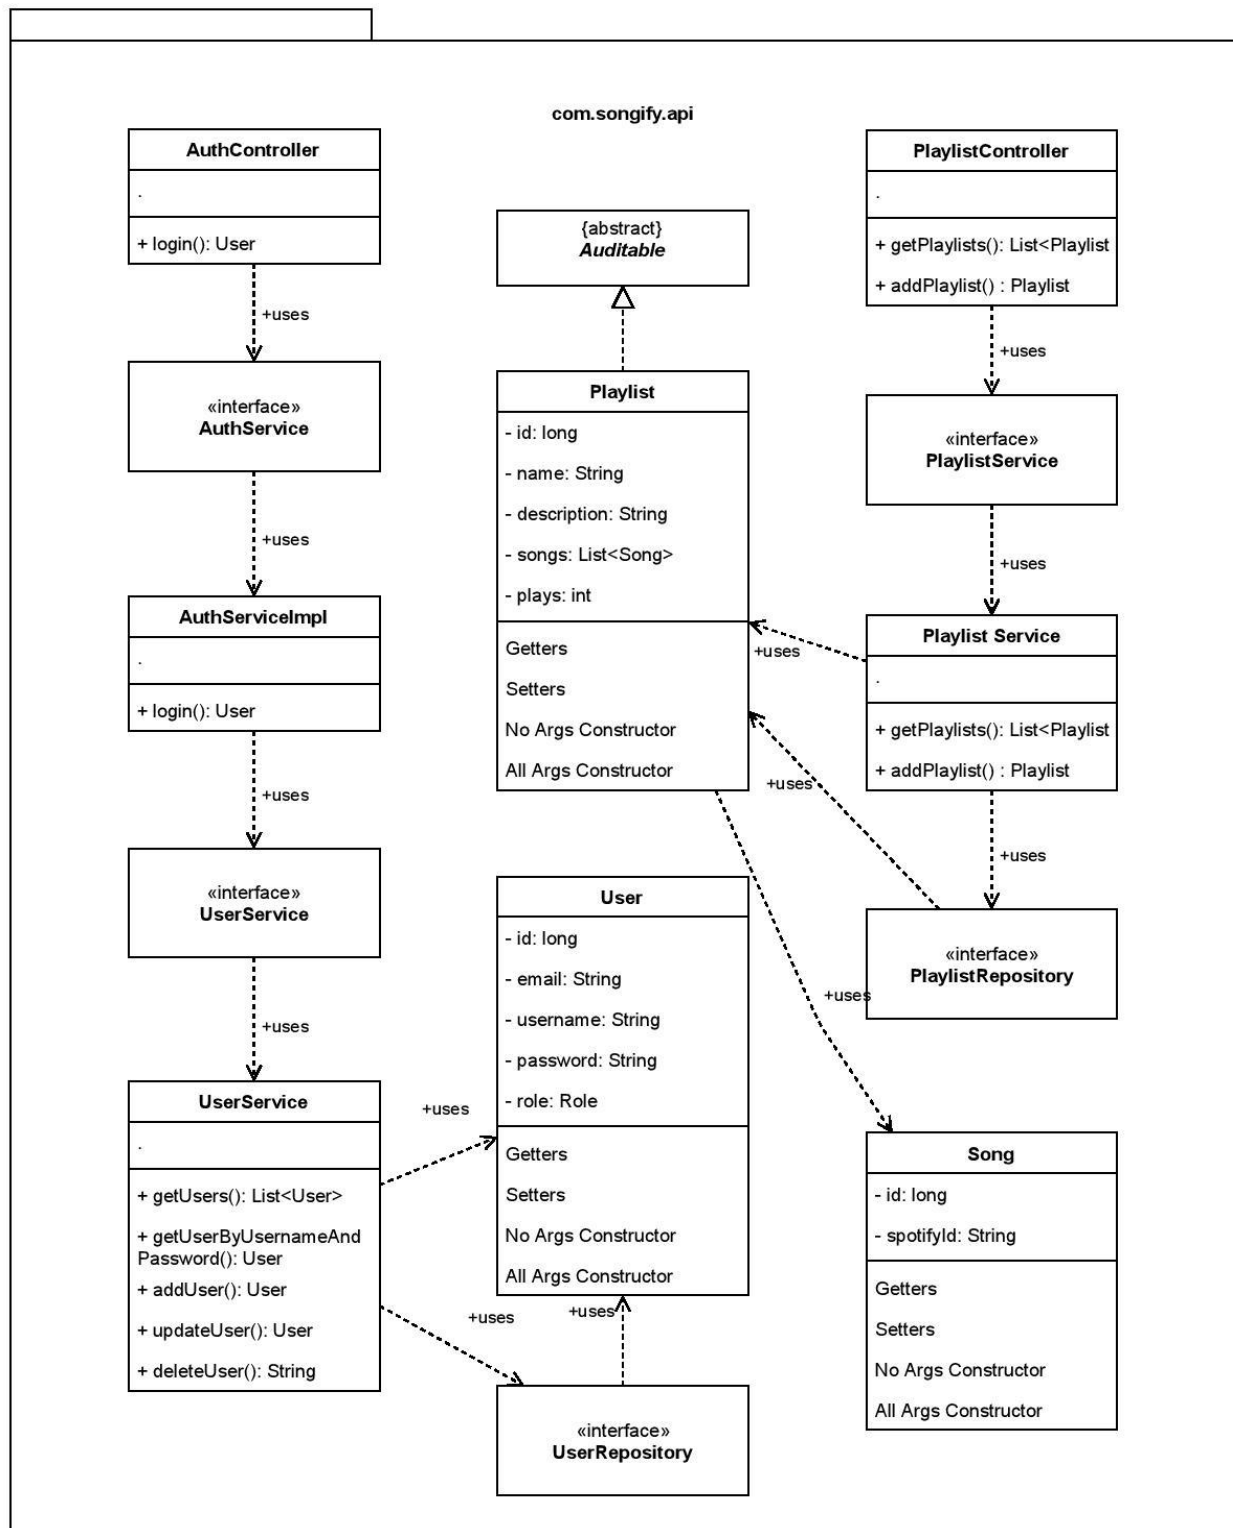 com.songify.api
AuthController
.
+ login(): User
+uses
«interface»
AuthService
+uses
AuthServiceImpl
.
+ login(): User
+uses
«interface»
UserService
+uses
UserService
.
+ getUsers(): List<User>
+ getUserByUsernameAnd
Password(): User
+ addUser(): User
+ updateUser(): User
+ deleteUser(): String
+uses
+uses
{abstract}
Auditable
Playlist
- id: long
- name: String
- description: String
- songs: List<Song>
- plays: int
Getters
Setters
No Args Constructor
All Args Constructor
User
- id: long
- email: String
- username: String
- password: String
- role: Role
Getters
Setters
No Args Constructor
All Args Constructor
+uses
«interface»
UserRepository
PlaylistController
.
+ getPlaylists(): List<Playlist
+ addPlaylist() : Playlist
+uses
«interface»
PlaylistService
+uses
Playlist Service
.
+ getPlaylists(): List<Playlist
+ addPlaylist() : Playlist
+uses
+uses
+uses
«interface»
PlaylistRepository
+uses
Song
- id: long
- spotifyId: String
Getters
Setters
No Args Constructor
All Args Constructor